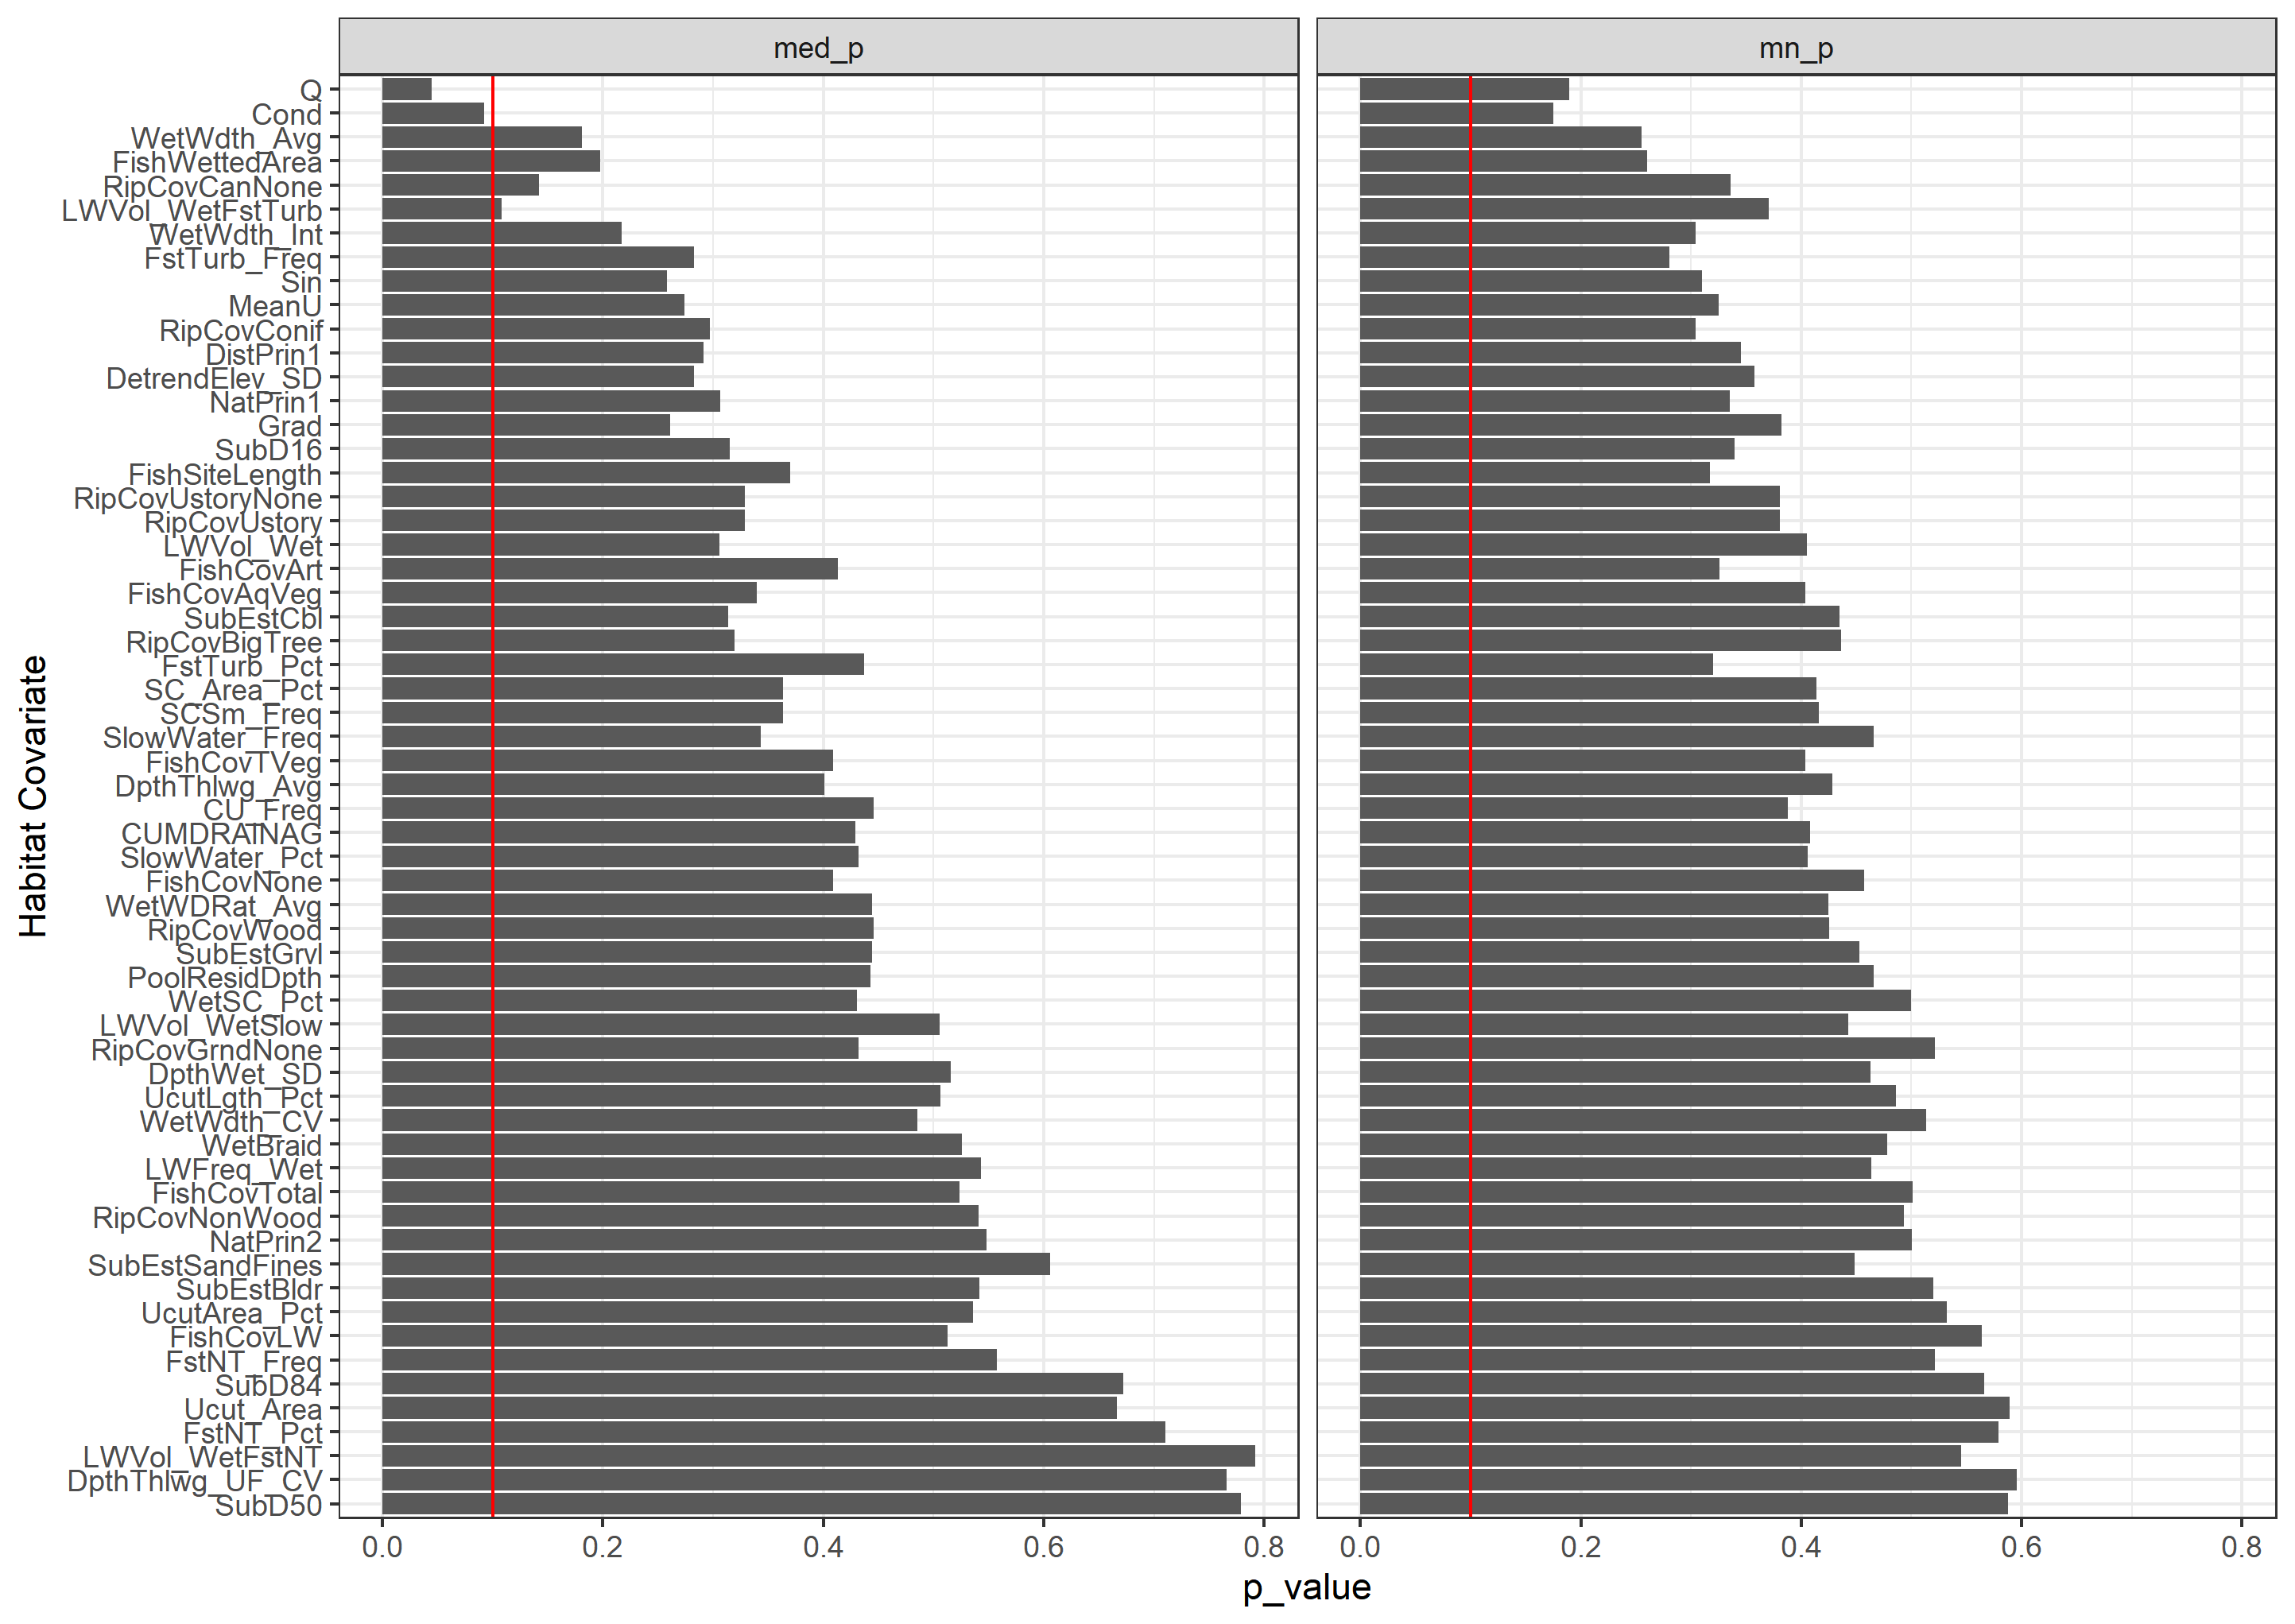 med_p
mn_p
Q
Cond
WetWdth_Avg
FishWettedArea
RipCovCanNone
LWVol_WetFstTurb
WetWdth_Int
FstTurb_Freq
Sin
MeanU
RipCovConif
DistPrin1
DetrendElev_SD
NatPrin1
Grad
SubD16
FishSiteLength
RipCovUstoryNone
RipCovUstory
LWVol_Wet
FishCovArt
FishCovAqVeg
SubEstCbl
RipCovBigTree
FstTurb_Pct
SC_Area_Pct
SCSm_Freq
SlowWater_Freq
FishCovTVeg
DpthThlwg_Avg
CU_Freq
CUMDRAINAG
SlowWater_Pct
FishCovNone
WetWDRat_Avg
RipCovWood
SubEstGrvl
PoolResidDpth
WetSC_Pct
LWVol_WetSlow
RipCovGrndNone
DpthWet_SD
UcutLgth_Pct
WetWdth_CV
WetBraid
LWFreq_Wet
FishCovTotal
RipCovNonWood
NatPrin2
SubEstSandFines
SubEstBldr
UcutArea_Pct
FishCovLW
FstNT_Freq
SubD84
Ucut_Area
FstNT_Pct
LWVol_WetFstNT
DpthThlwg_UF_CV
SubD50
Habitat Covariate
0.0 0.2 0.4 0.6 0.8
0.0 0.2 0.4 0.6 0.8
p_value